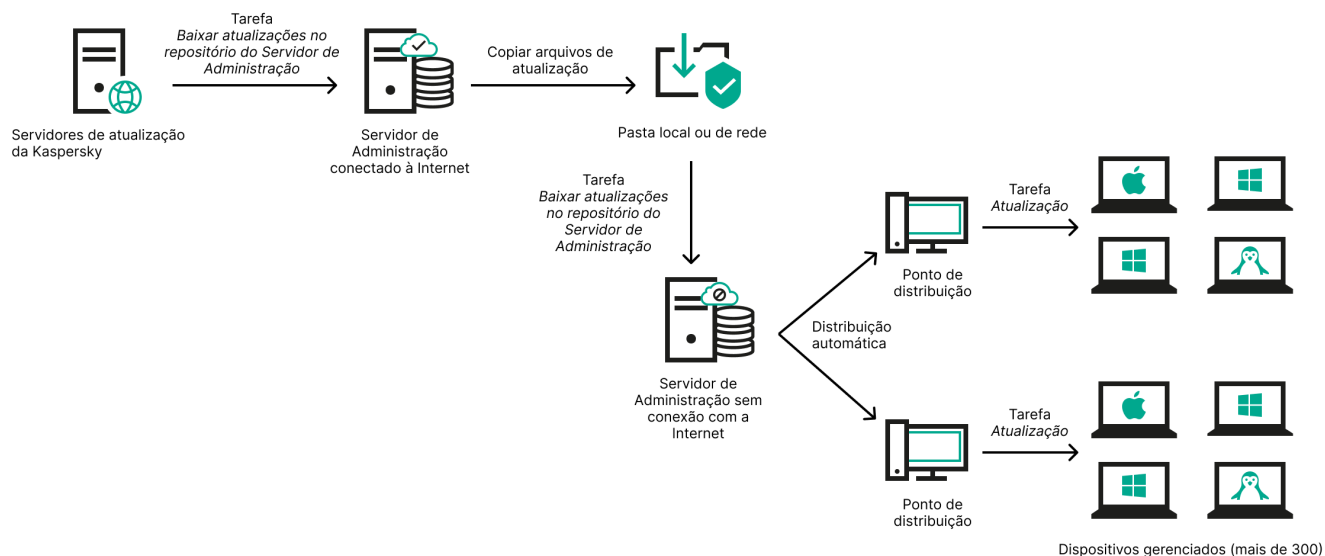 Tarefa
Baixar atualizações no
repositório do Servidor de
Administração
Servidores de atualização
da Kaspersky
Servidor de
Administração
conectado à Internet
Copiar arquivos de
atualização
Pasta local ou de rede
Tarefa
Baixar atualizações
no repositório do
Servidor de
Administração
Servidor de
Administração sem
conexão com a
Internet
Distribuição
automática
Ponto de
distribuição
Tarefa
Atualização
Ponto de
distribuição
Tarefa
Atualização
Dispositivos gerenciados (mais de 300)